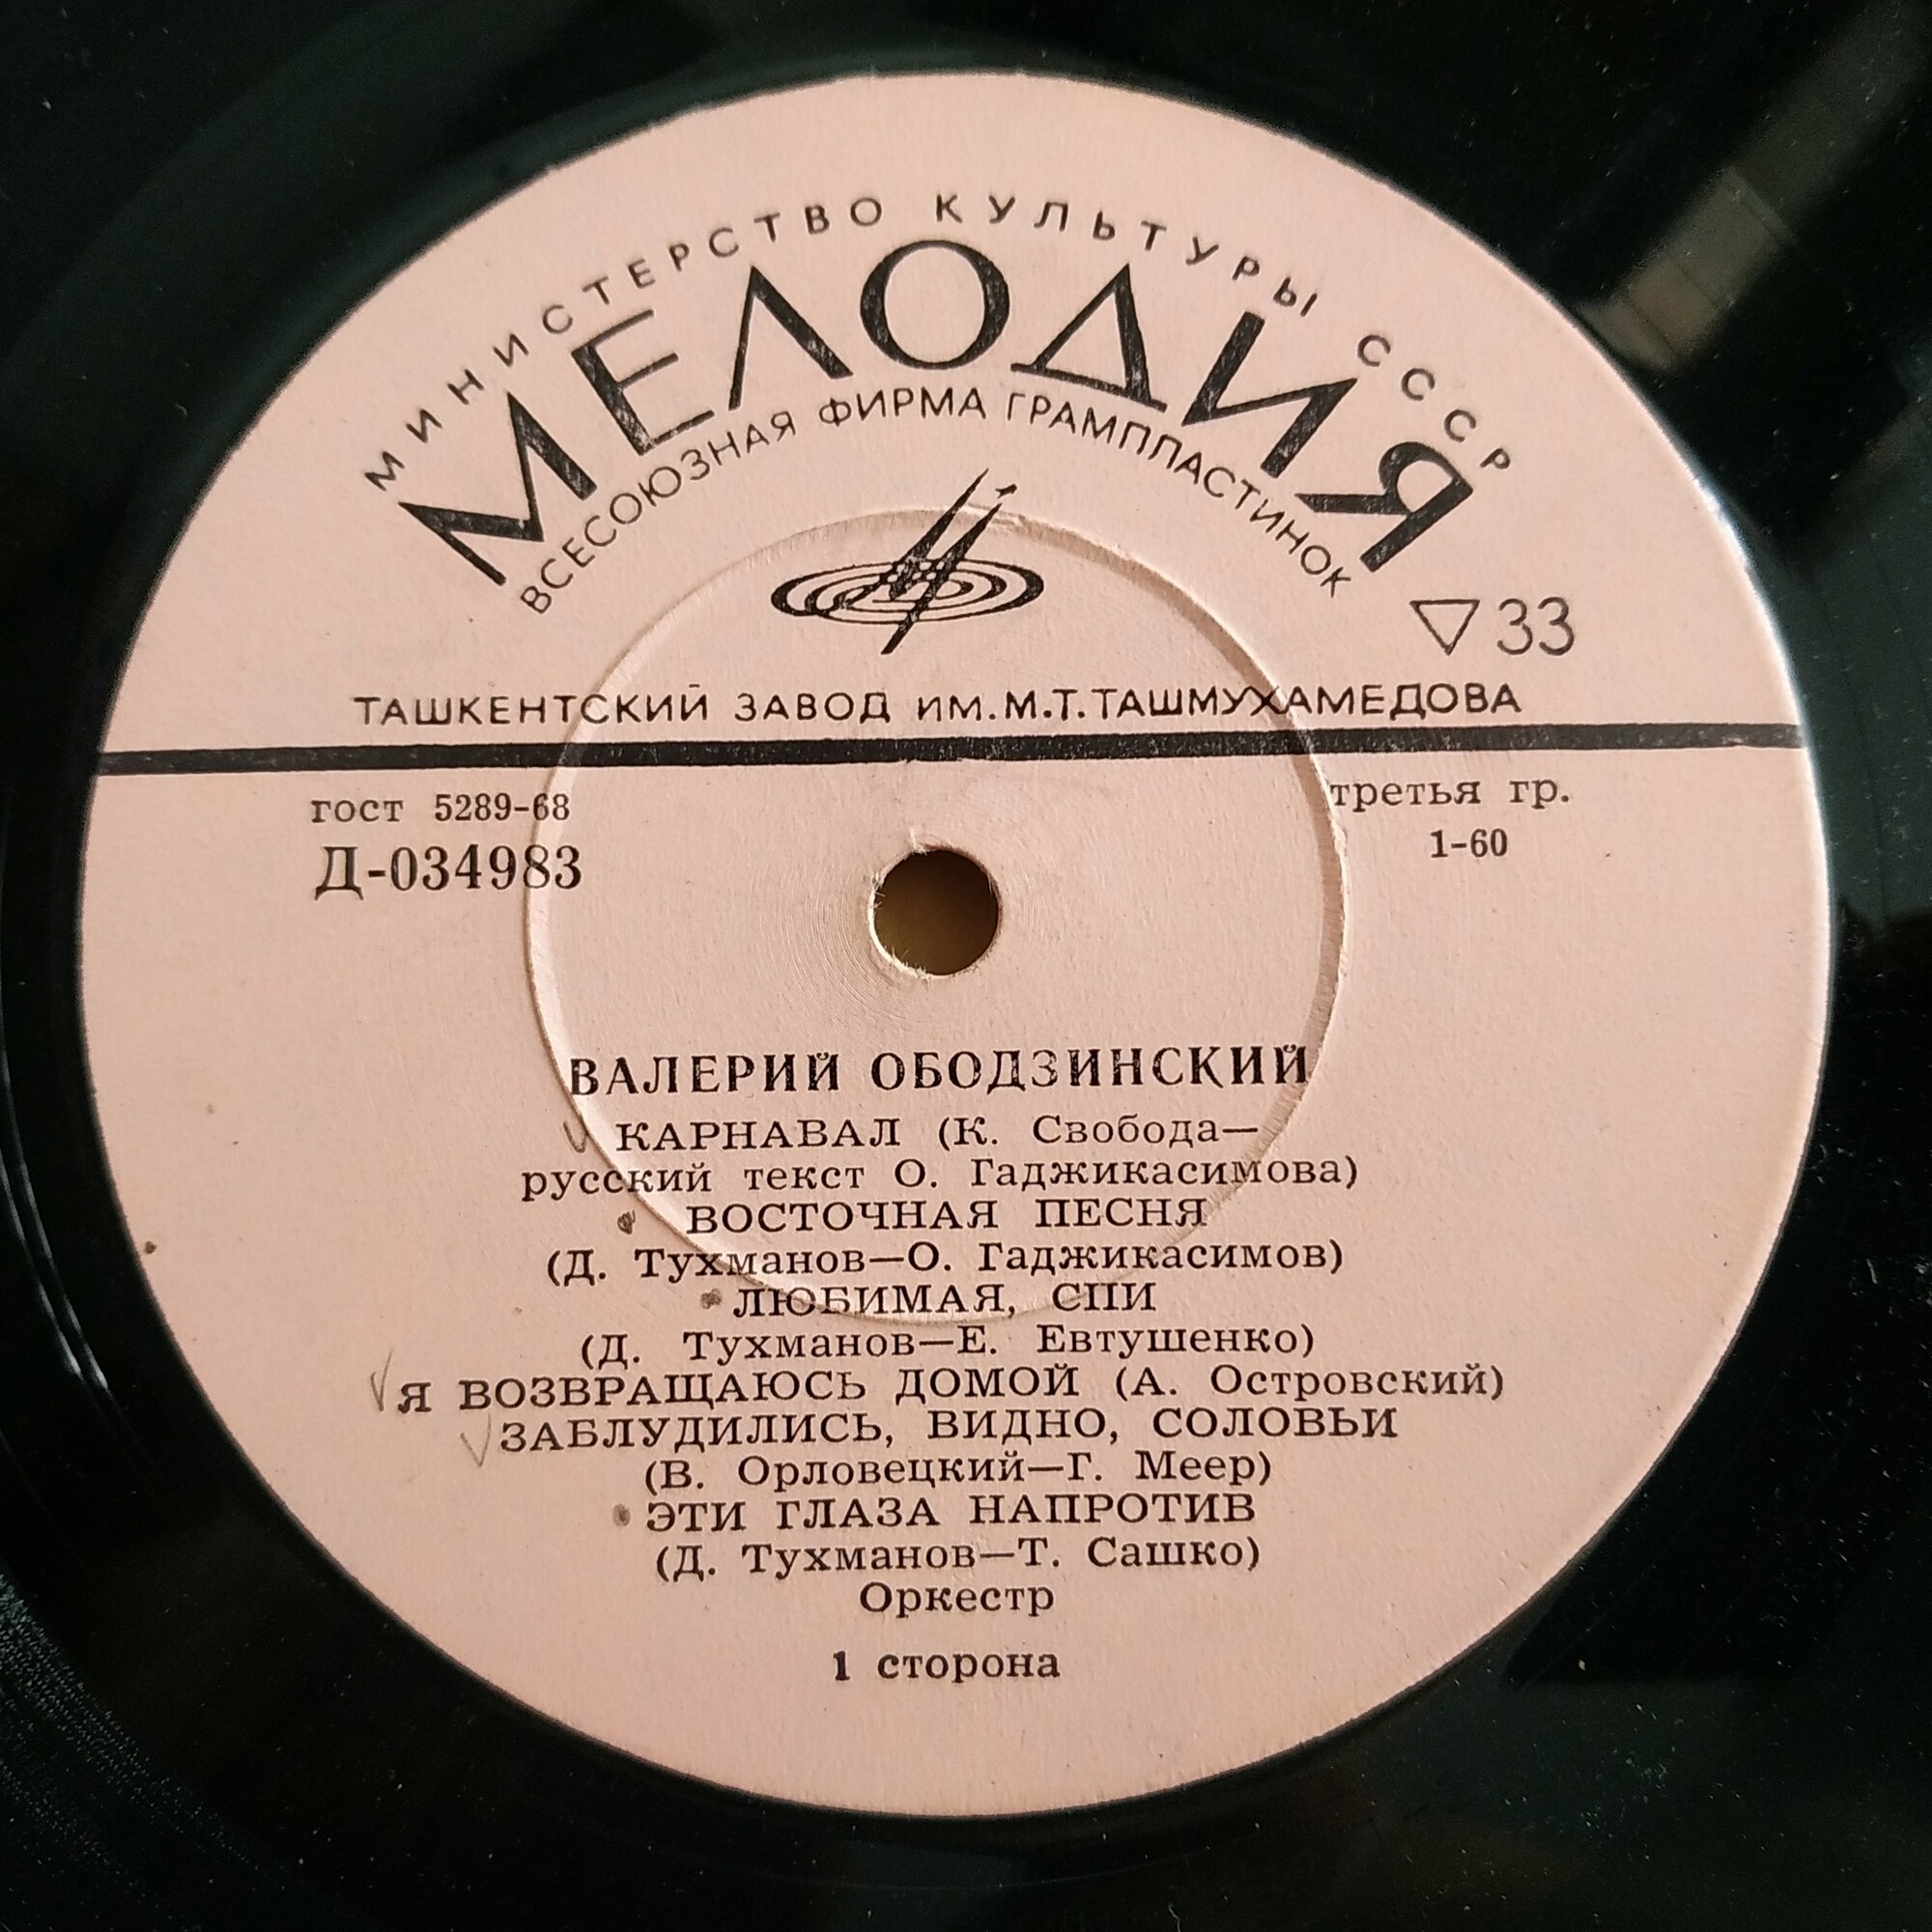 МИНИСТЕРСТВО КУЛЬТУРЫ СССР
МЕЛОДИЯ
ВСЕСОЮЗНАЯ ФИРМА ГРАМПЛАСТИНОК
▽33
ТАШКЕНТСКИЙ ЗАВОД ИМ.М.Т.ТАШМУХАМЕДОВА
гост 5289-68
третья гр.
Д-034983
1-60
ВАЛЕРИЙ ОБОДЗИНСКИЙ
КАРНАВАЛ (К. Свобода—
русский текст О. Гаджикасимова)
ВОСТОЧНАЯ ПЕСНЯ
(Д. Тухманов—О. Гаджикасимов)
ЛЮБИМАЯ, СПИ
(Д. Тухманов—Е. Евтушенко)
Я ВОЗВРАЩАЮСЬ ДОМОЙ (А. Островский)
ЗАБЛУДИЛИСЬ, ВИДНО, СОЛОВЬИ
(В. Орловецкий—Г. Меер)
ЭТИ ГЛАЗА НАПРОТИВ
(Д. Тухманов—Т. Сашко)
Оркестр
1 сторона